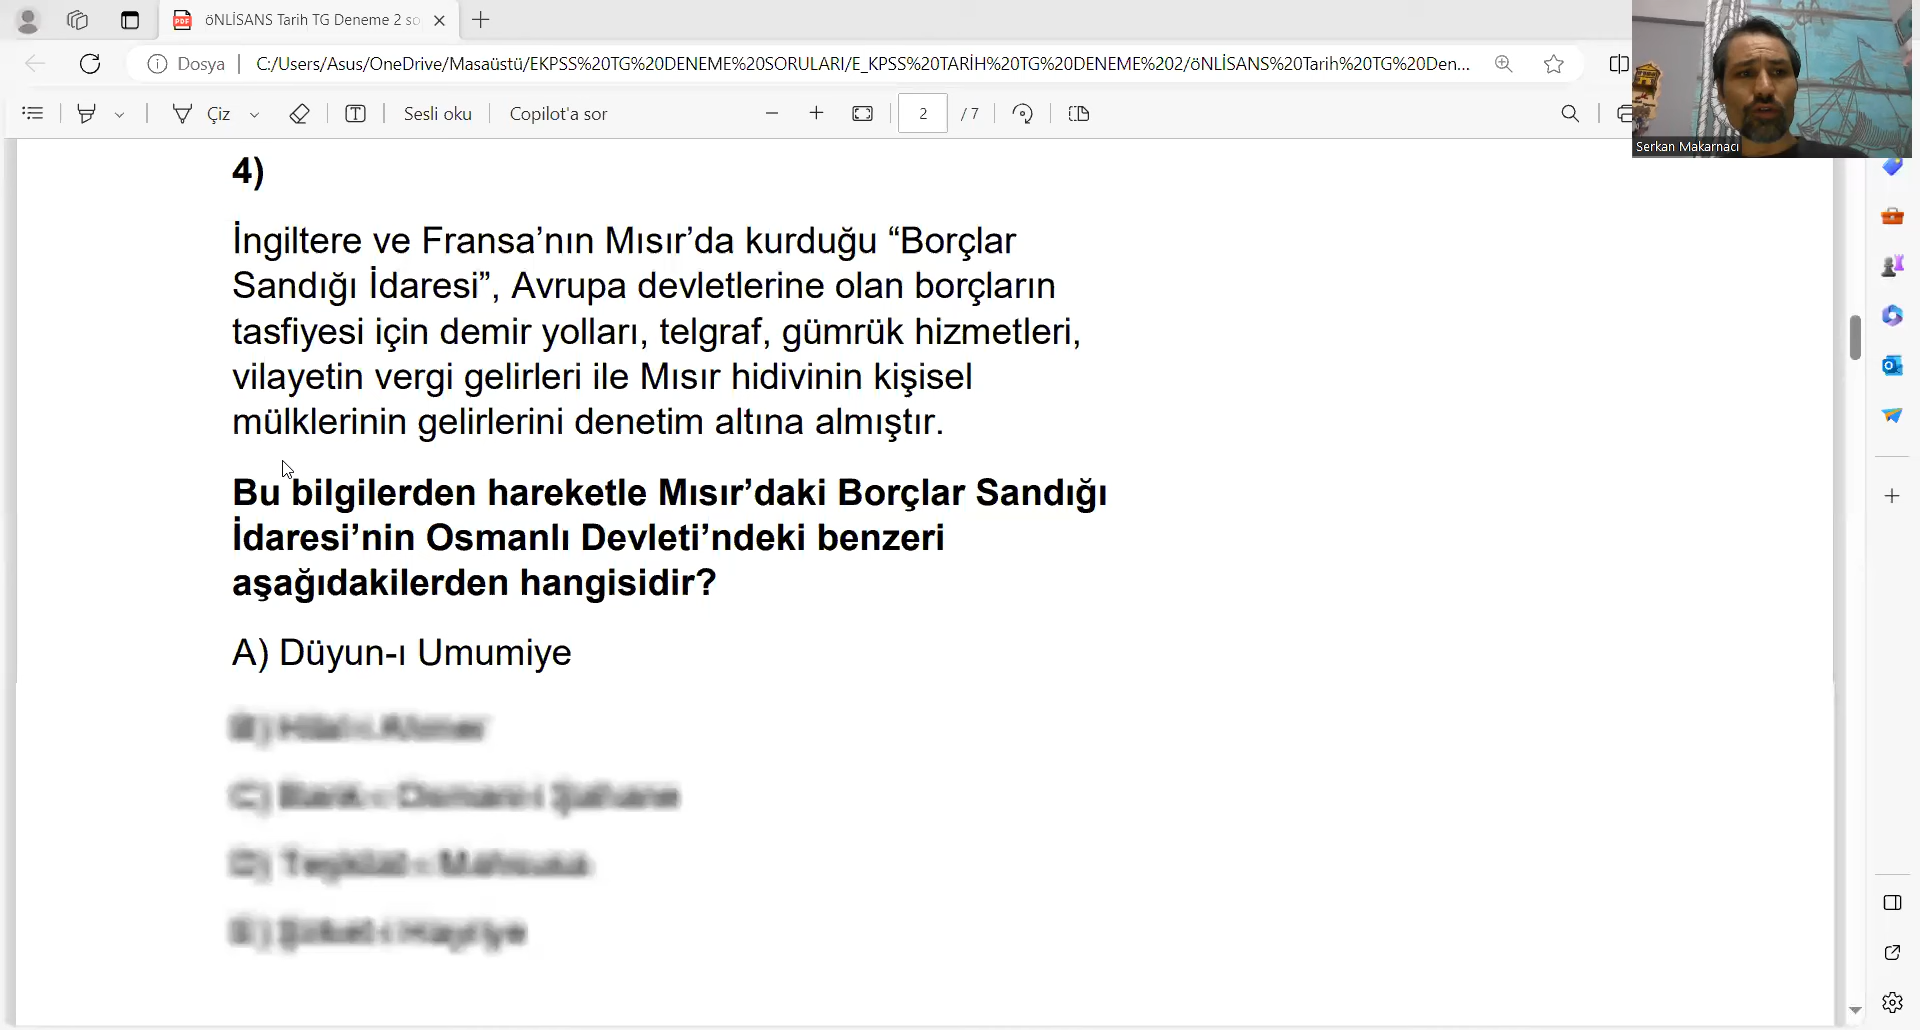 öNLİSANS Tarih TG Deneme 2 so
Dosya
C:/Users/Asus/OneDrive/Masaüstü/EKPSS%20TG%20DENEME%20SORULARI/E_KPSS%20TARİH%20TG%20DENEME%202/öNLİSANS%20Tarih%20TG%20Den...
Çiz
Sesli oku
Copilot'a sor
2 / 7
Serkan Makarnacı
4)
İngiltere ve Fransa’nın Mısır’da kurduğu “Borçlar
Sandığı İdaresi”, Avrupa devletlerine olan borçların
tasfiyesi için demir yolları, telgraf, gümrük hizmetleri,
vilayetin vergi gelirleri ile Mısır hidivinin kişisel
mülklerinin gelirlerini denetim altına almıştır.
Bu bilgilerden hareketle Mısır’daki Borçlar Sandığı
İdaresi’nin Osmanlı Devleti’ndeki benzeri
aşağıdakilerden hangisidir?
A) Düyun-ı Umumiye